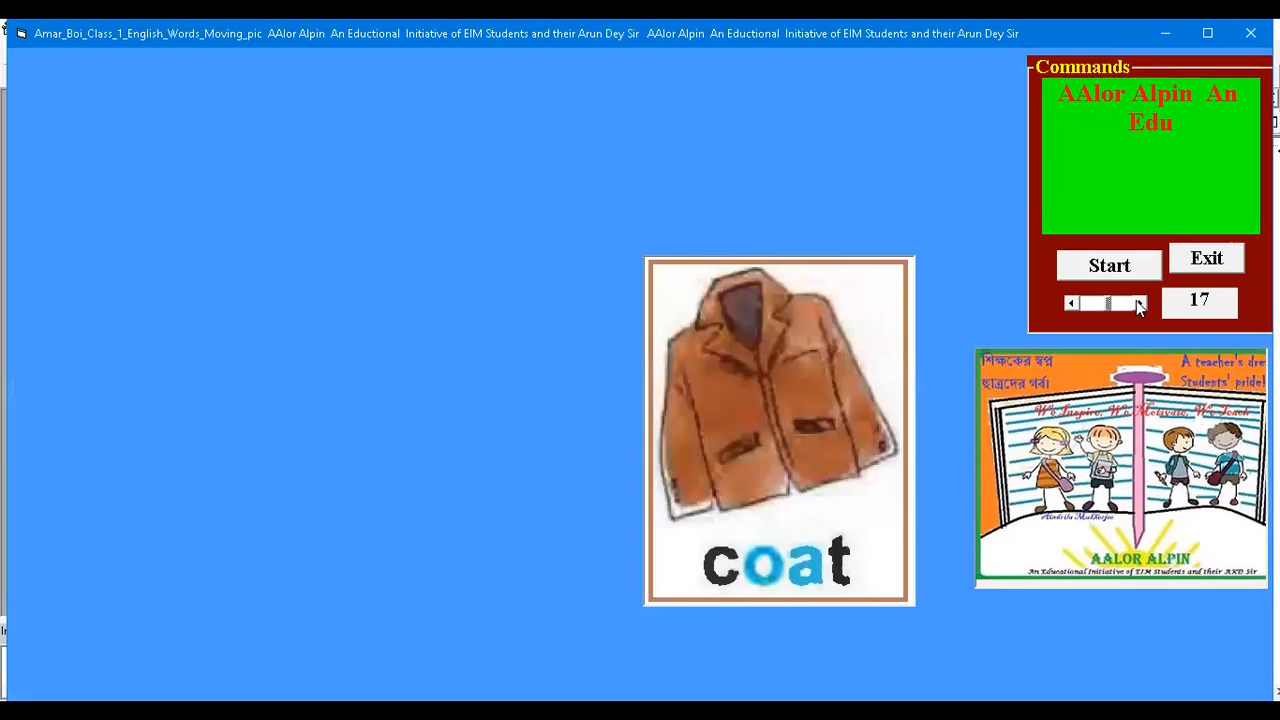 Amar_Boi_Class_1_English_Words_Moving_pic AAlor Alpin An Eductional Initiative of EIM Students and their Arun Dey Sir AAlor Alpin An Eductional Initiative of EIM Students and their Arun Dey Sir
Commands
AAlor Alpin An
Edu
Start
Exit
17
coat
শিক্ষকের স্বপ্ন
ছাত্রদের গর্ব।
A teacher's dre
Students' pride!
We Inspire, We Motivate, We Teach
AALOR ALPIN
An Educational Initiative of EIM Students and their AKD Sir